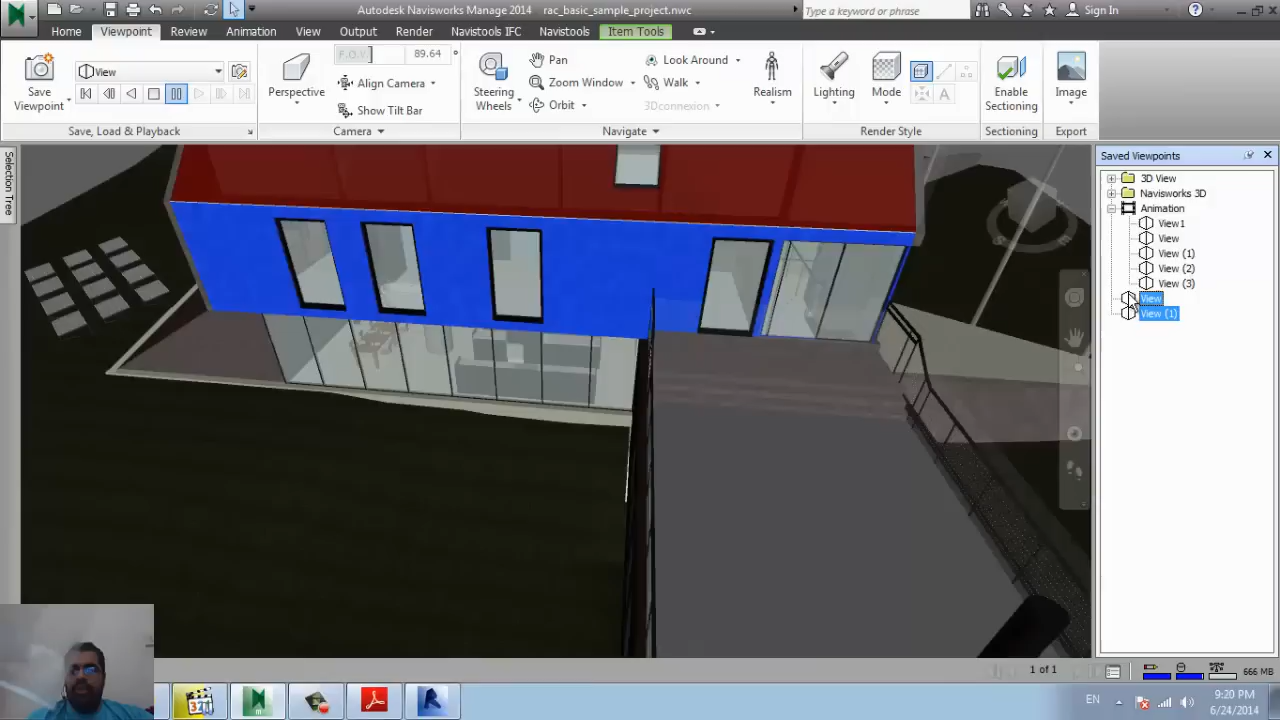 Autodesk Navisworks Manage 2014 rac_basic_sample_project.nwc
Type a keyword or phrase
Sign In
Home Viewpoint Review Animation View Output Render Navistools IFC Navistools Item Tools
Save Viewpoint
View
Save, Load & Playback
Perspective
F.O.V. 89.64 °
Align Camera
Show Tilt Bar
Camera
Steering Wheels
Pan
Zoom Window
Orbit
Look Around
Walk
3Dconnexion
Realism
Navigate
Lighting
Mode
A
Render Style
Enable Sectioning
Sectioning
Image
Export
Selection Tree
Saved Viewpoints
3D View
Navisworks 3D
Animation
View1
View
View (1)
View (2)
View (3)
View
View (1)
1 of 1
666 MB
321
EN
9:20 PM
6/24/2014